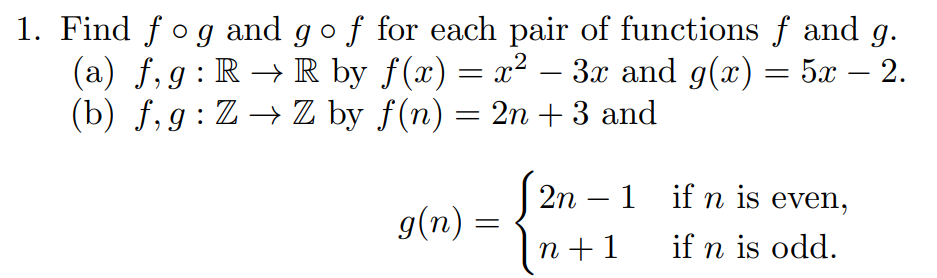 1. Find f ∘ g and g ∘ f for each pair of functions f and g.
(a) f, g : ℝ → ℝ by f(x) = x² − 3x and g(x) = 5x − 2.
(b) f, g : ℤ → ℤ by f(n) = 2n + 3 and
g(n) = { 2n − 1 if n is even,
n + 1 if n is odd.